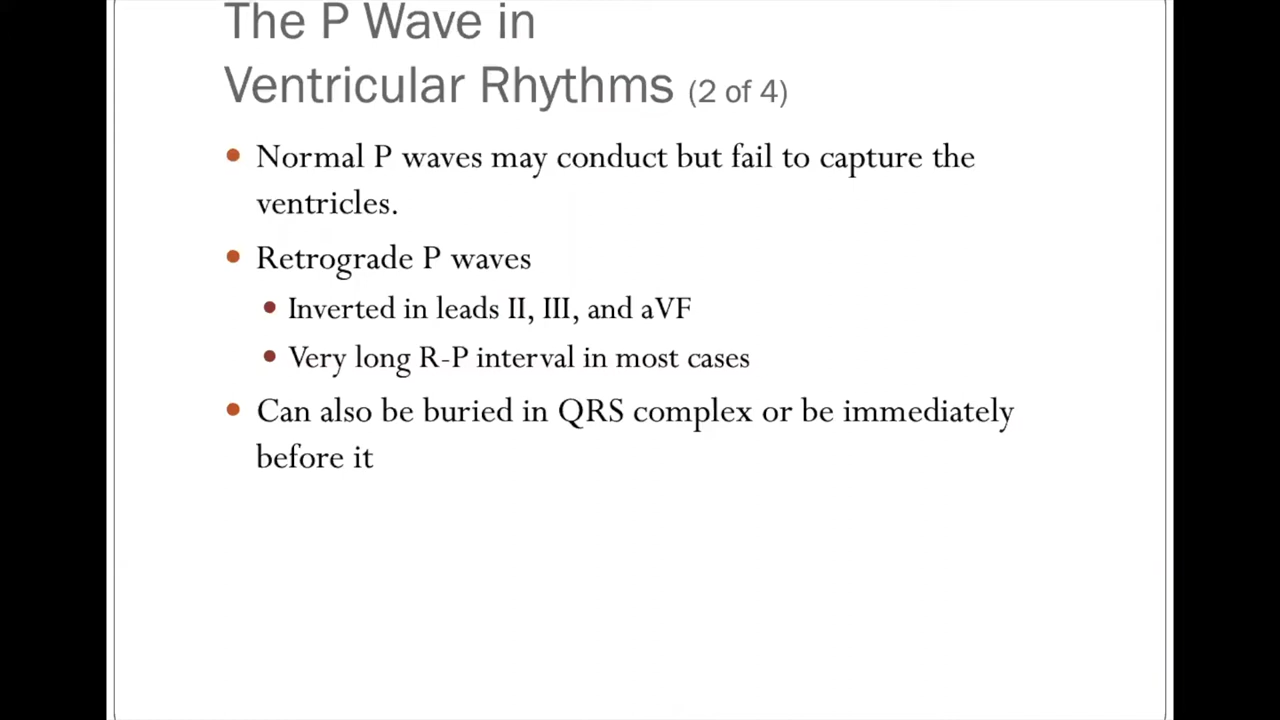 The P Wave in
Ventricular Rhythms (2 of 4)
• Normal P waves may conduct but fail to capture the
ventricles.
• Retrograde P waves
• Inverted in leads II, III, and aVF
• Very long R-P interval in most cases
• Can also be buried in QRS complex or be immediately
before it